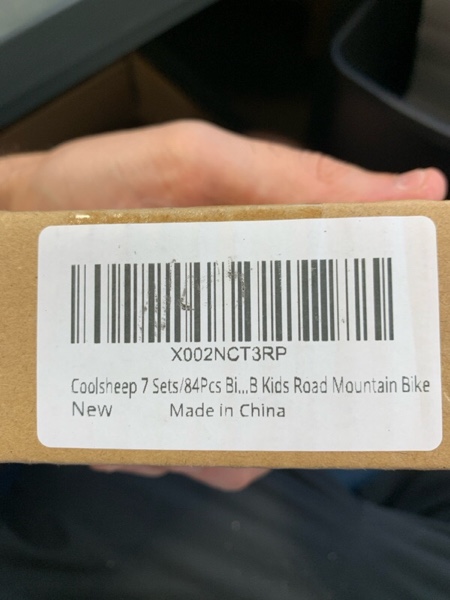 X002NCT3RP
Coolsheep 7 Sets/84Pcs Bi...B Kids Road Mountain Bike
New Made in China